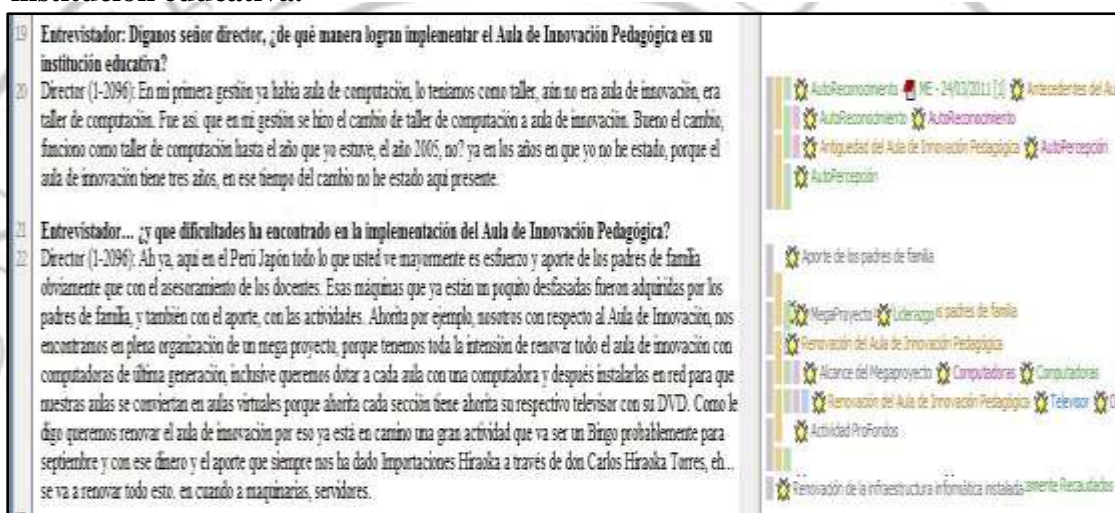 19 Entrevistador: Díganos señor director, ¿de qué manera logran implementar el Aula de Innovación Pedagógica en su
institución educativa?
20 Director (1-2096): En mi primera gestión ya había aula de computación, lo teníamos como taller, aún no era aula de innovación, era
taller de computación. Fue así. que en mi gestión se hizo el cambio de taller de computación a aula de innovación. Bueno el cambio,
funciono como taller de computación hasta el año que yo estuve, el año 2005, no? ya en los años en que yo no he estado, porque el
aula de innovación tiene tres años, en ese tiempo del cambio no he estado aquí presente.
21 Entrevistador... ¿y que dificultades ha encontrado en la implementación del Aula de Innovación Pedagógica?
22 Director (1-2096): Ah ya, aquí en el Perú Japón todo lo que usted ve mayormente es esfuerzo y aporte de los padres de familia
obviamente que con el asesoramiento de los docentes. Esas máquinas que ya están un poquito desfasadas fueron adquiridas por los
padres de familia, y también con el aporte, con las actividades. Ahorita por ejemplo, nosotros con respecto al Aula de Innovación, nos
encontramos en plena organización de un mega proyecto, porque tenemos toda la intensión de renovar todo el aula de innovación con
computadoras de última generación, inclusive queremos dotar a cada aula con una computadora y después instalarlas en red para que
nuestras aulas se conviertan en aulas virtuales porque ahorita cada sección tiene ahorita su respectivo televisor con su DVD. Como le
digo queremos renovar el aula de innovación por eso ya está en camino una gran actividad que va ser un Bingo probablemente para
septiembre y con ese dinero y el aporte que siempre nos ha dado Importaciones Hiraoka a través de don Carlos Hiraoka Torres, eh...
se va a renovar todo esto. en cuando a maquinarias, servidores.
AutoReconocimiento ME - 24/03/2011 [1] Antecedentes del Au
AutoReconocimiento AutoReconocimiento
Antiguedad del Aula de Innovación Pedagógica AutoPercepción
AutoPercepción
Aporte de los padres de familia
MegaProyecto Liderazgo s padres de familia
Renovación del Aula de Innovación Pedagógica
Alcance del Megaproyecto Computadoras Computadoras
Renovación del Aula de Innovación Pedagógica Televisor D
Actividad ProFondos
Renovación de la infraestructura informática instalada amente Recaudados